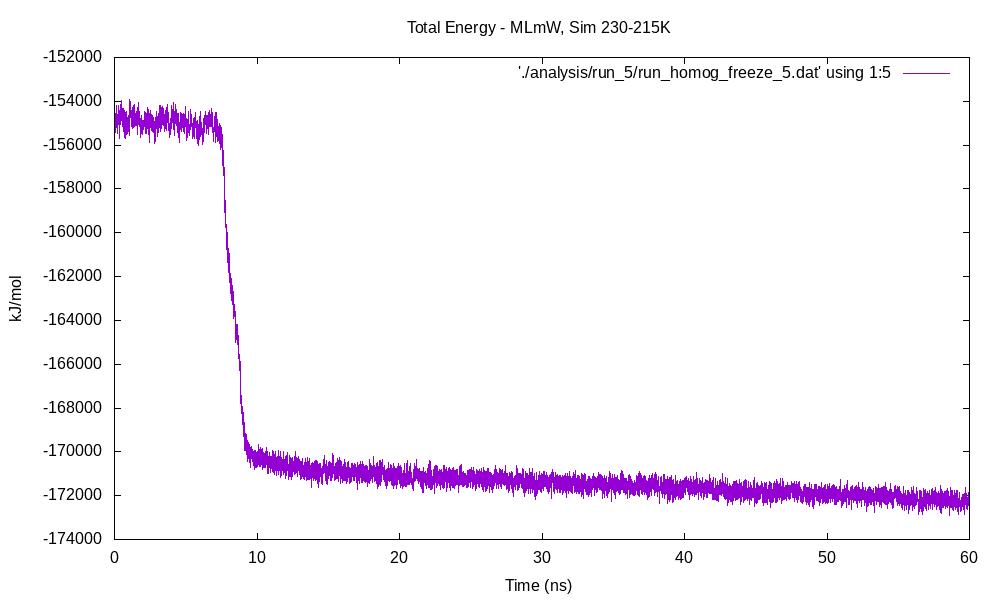 Total Energy - MLmW, Sim 230-215K
'./analysis/run_5/run_homog_freeze_5.dat' using 1:5
-152000
-154000
-156000
-158000
-160000
-162000
-164000
-166000
-168000
-170000
-172000
-174000
kJ/mol
0 10 20 30 40 50 60
Time (ns)